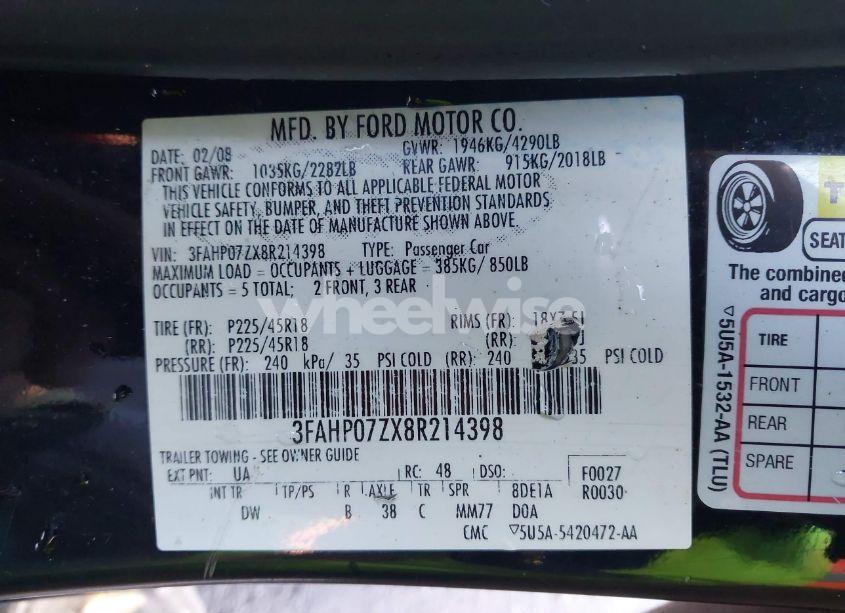 MFD. BY FORD MOTOR CO.
DATE: 02/08 GVWR: 1946KG/4290LB
FRONT GAWR: 1035KG/2282LB REAR GAWR: 915KG/2018LB
THIS VEHICLE CONFORMS TO ALL APPLICABLE FEDERAL MOTOR
VEHICLE SAFETY, BUMPER, AND THEFT PREVENTION STANDARDS
IN EFFECT ON THE DATE OF MANUFACTURE SHOWN ABOVE.
VIN: 3FAHP07ZX8R214398 TYPE: Passenger Car
MAXIMUM LOAD = OCCUPANTS + LUGGAGE = 385KG/ 850LB
OCCUPANTS = 5 TOTAL; 2 FRONT, 3 REAR
wheelwise
TIRE (FR): P225/45R18 RIMS (FR):
(RR): P225/45R18 (RR):
PRESSURE (FR): 240 kPa/ 35 PSI COLD (RR): 240 35 PSI COLD
3FAHP07ZX8R214398
TRAILER TOWING - SEE OWNER GUIDE
EXT PNT: UA RC: 48 DSO: F0027
INT TR TP/PS R AXLE TR SPR 8DE1A R0030
DW B 38 C MM77 D0A
CMC ▽5U5A-5420472-AA
T
SEAT
The combined
and cargo
TIRE
FRONT
REAR
SPARE
▽5U5A-1532-AA (TLU)